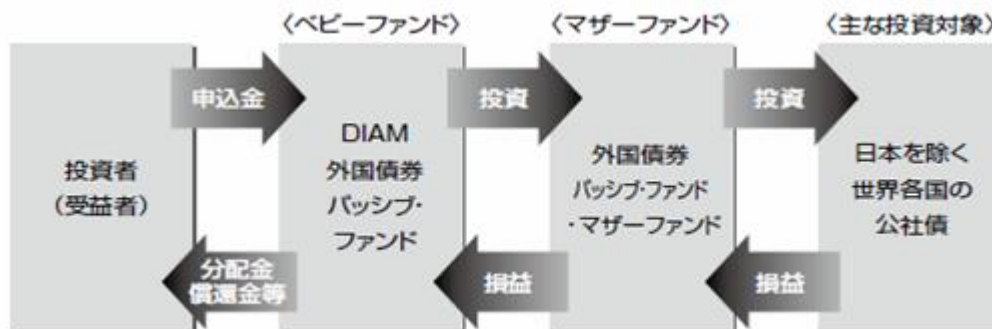 〈ベビーファンド〉
〈マザーファンド〉
〈主な投資対象〉
申込金
投資
投資
投資者
(受益者)
DIAM
外国債券
パッシブ・
ファンド
外国債券
パッシブ・ファンド
・マザーファンド
日本を除く
世界各国の
公社債
分配金
償還金等
損益
損益